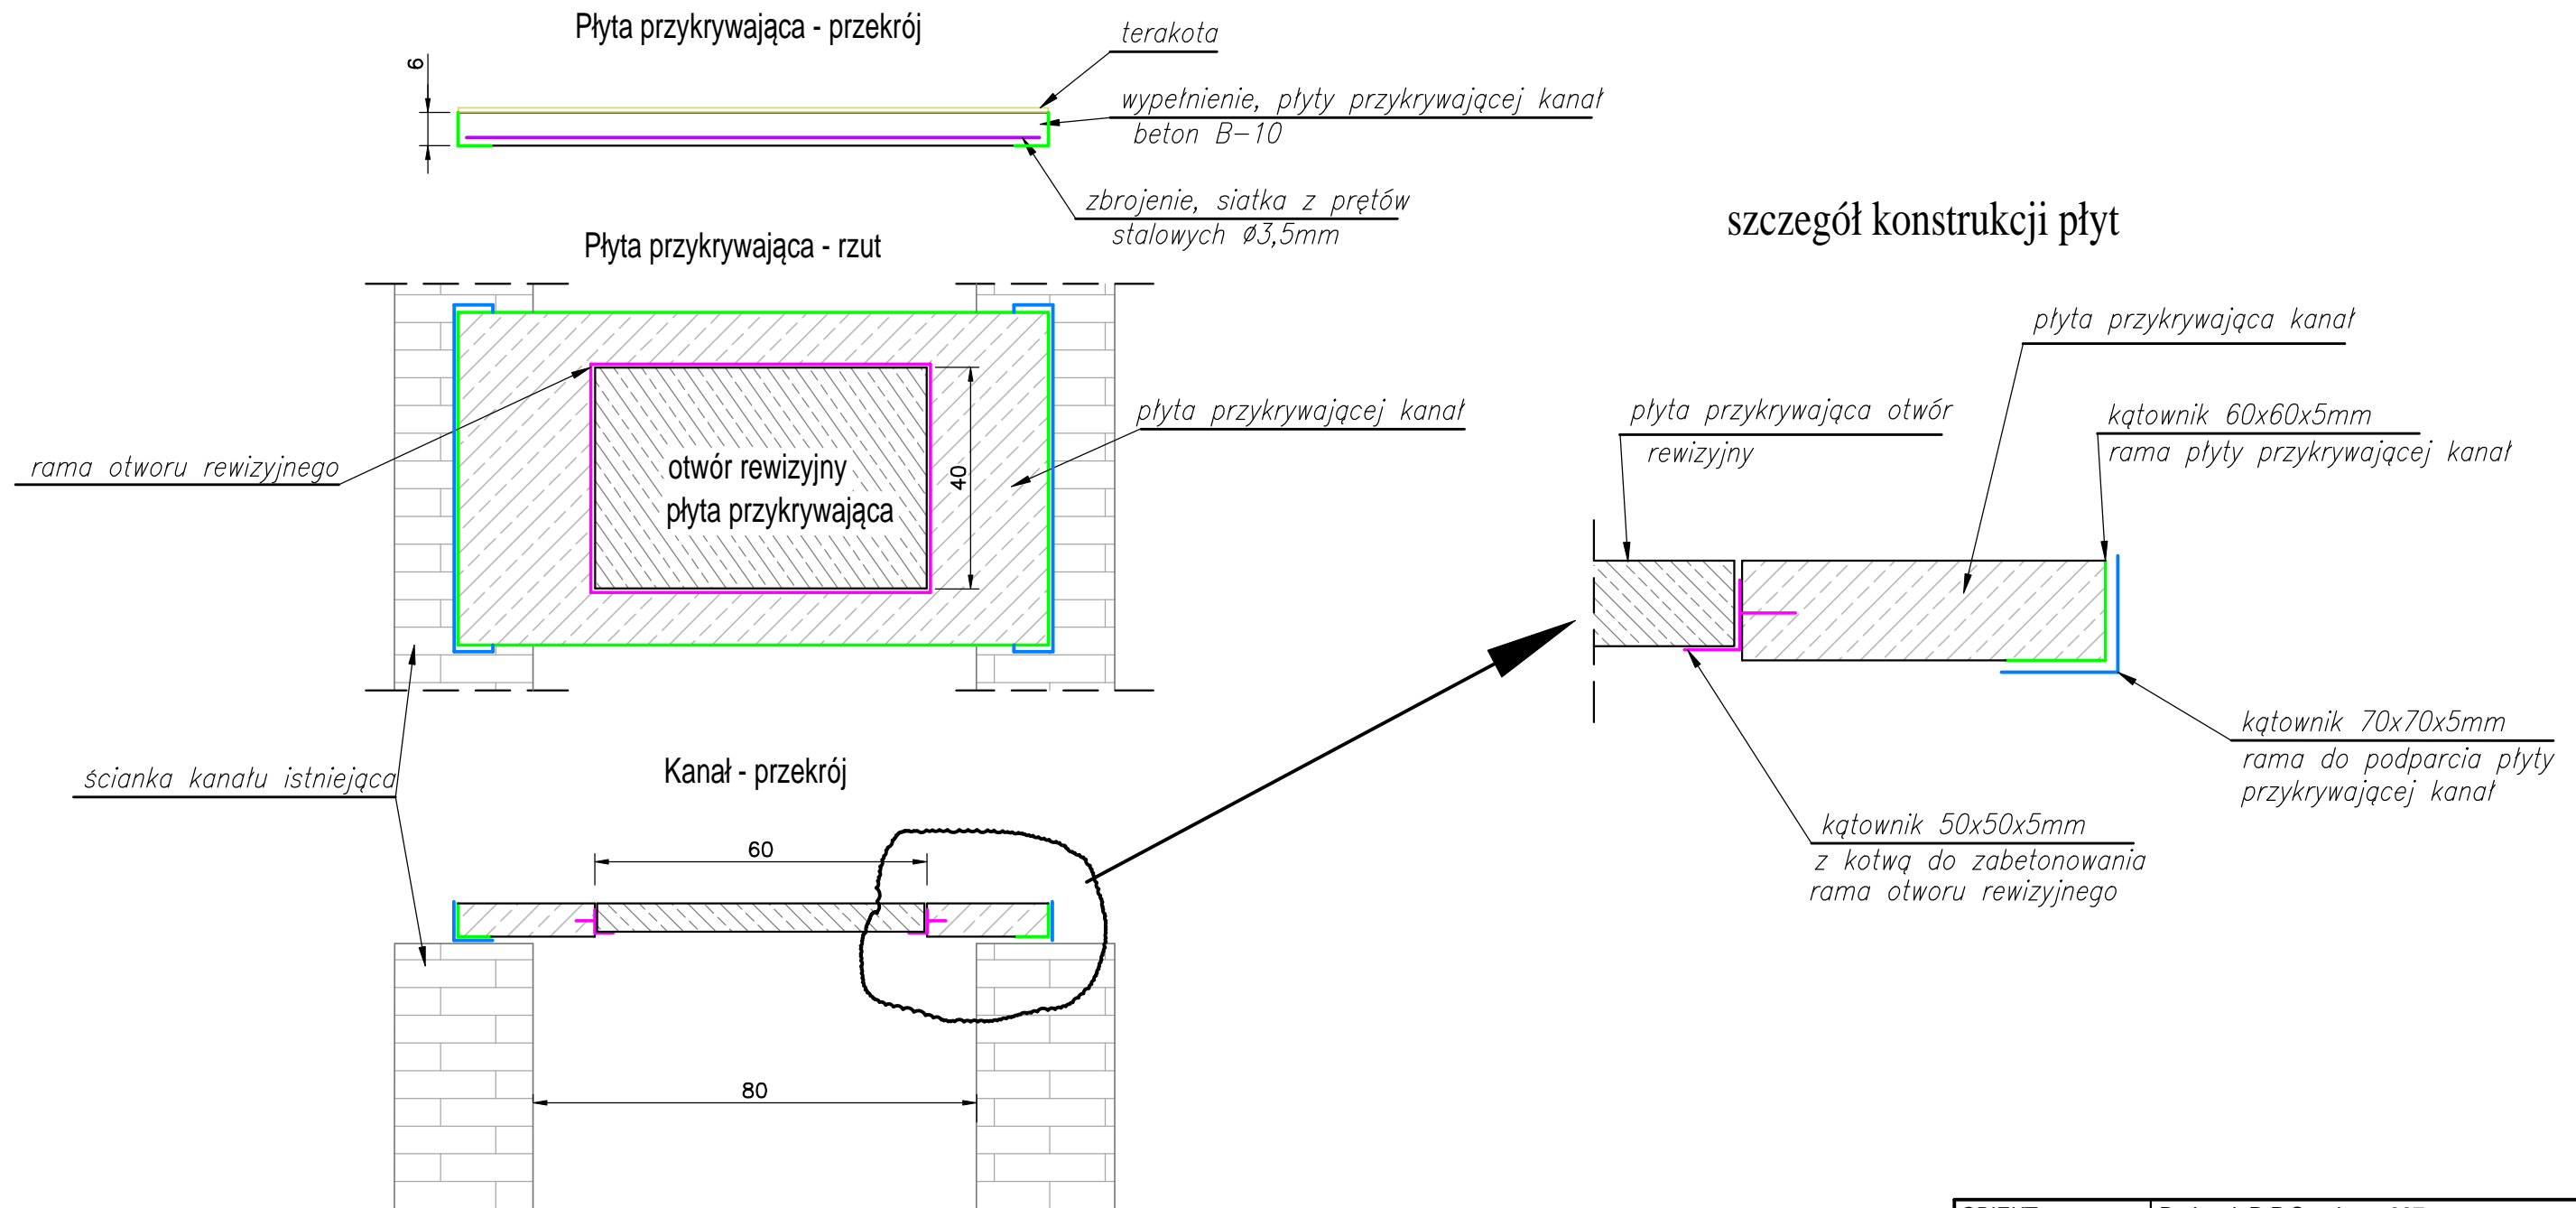 Płyta przykrywająca - przekrój
terakota
6
wypełnienie, płyty przykrywającej kanał
beton B-10
zbrojenie, siatka z prętów
stalowych ø3,5mm
szczegół konstrukcji płyt
Płyta przykrywająca - rzut
płyta przykrywająca kanał
płyta przykrywającej kanał
płyta przykrywająca otwór
rewizyjny
kątownik 60x60x5mm
rama płyty przykrywającej kanał
rama otworu rewizyjnego
otwór rewizyjny
płyta przykrywająca
40
kątownik 70x70x5mm
rama do podparcia płyty
przykrywającej kanał
ścianka kanału istniejąca
Kanał - przekrój
kątownik 50x50x5mm
z kotwą do zabetonowania
rama otworu rewizyjnego
60
80